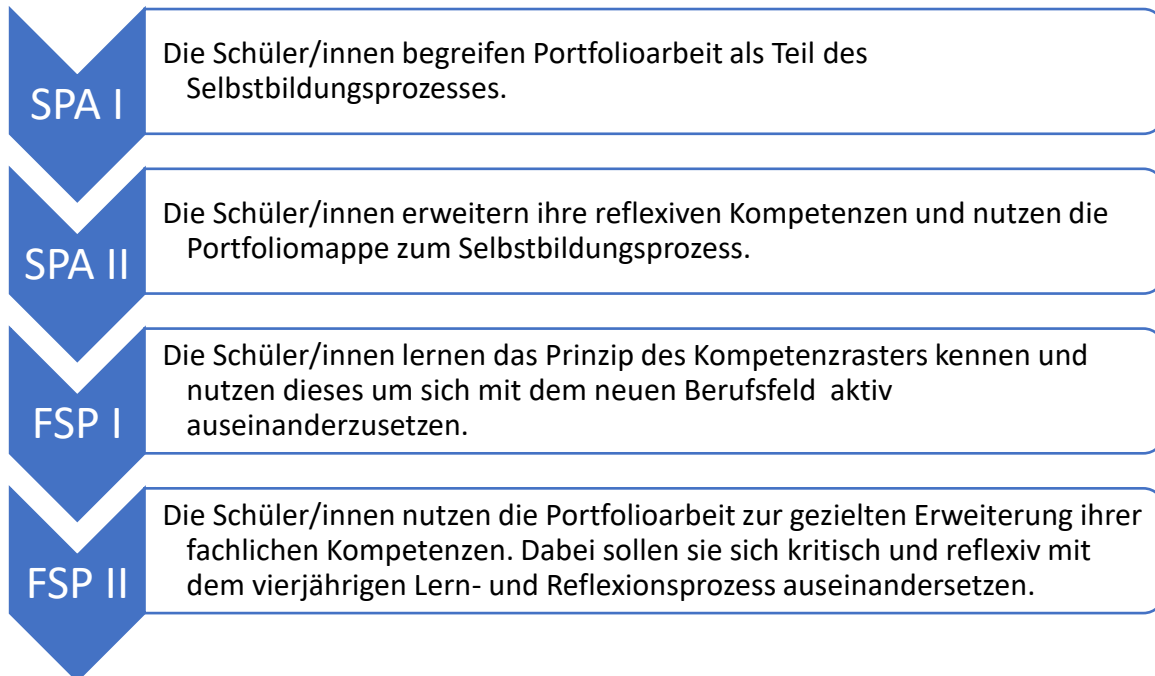 SPA I
Die Schüler/innen begreifen Portfolioarbeit als Teil des
Selbstbildungsprozesses.
SPA II
Die Schüler/innen erweitern ihre reflexiven Kompetenzen und nutzen die
Portfoliomappe zum Selbstbildungsprozess.
FSP I
Die Schüler/innen lernen das Prinzip des Kompetenzrasters kennen und
nutzen dieses um sich mit dem neuen Berufsfeld aktiv
auseinanderzusetzen.
FSP II
Die Schüler/innen nutzen die Portfolioarbeit zur gezielten Erweiterung ihrer
fachlichen Kompetenzen. Dabei sollen sie sich kritisch und reflexiv mit
dem vierjährigen Lern- und Reflexionsprozess auseinandersetzen.